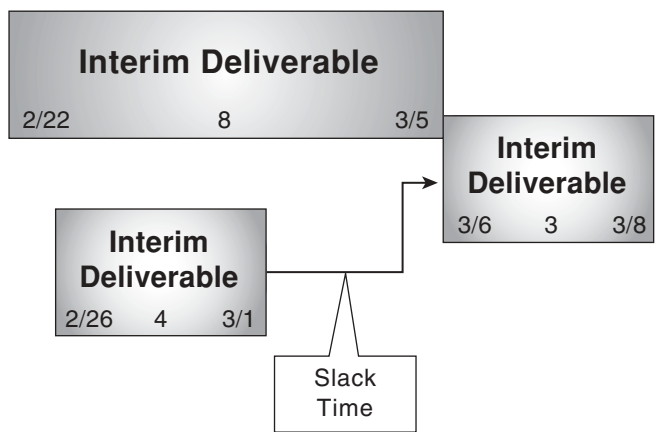 Interim Deliverable
2/22 8 3/5
Interim
Deliverable
3/6 3 3/8
Interim
Deliverable
2/26 4 3/1
Slack
Time